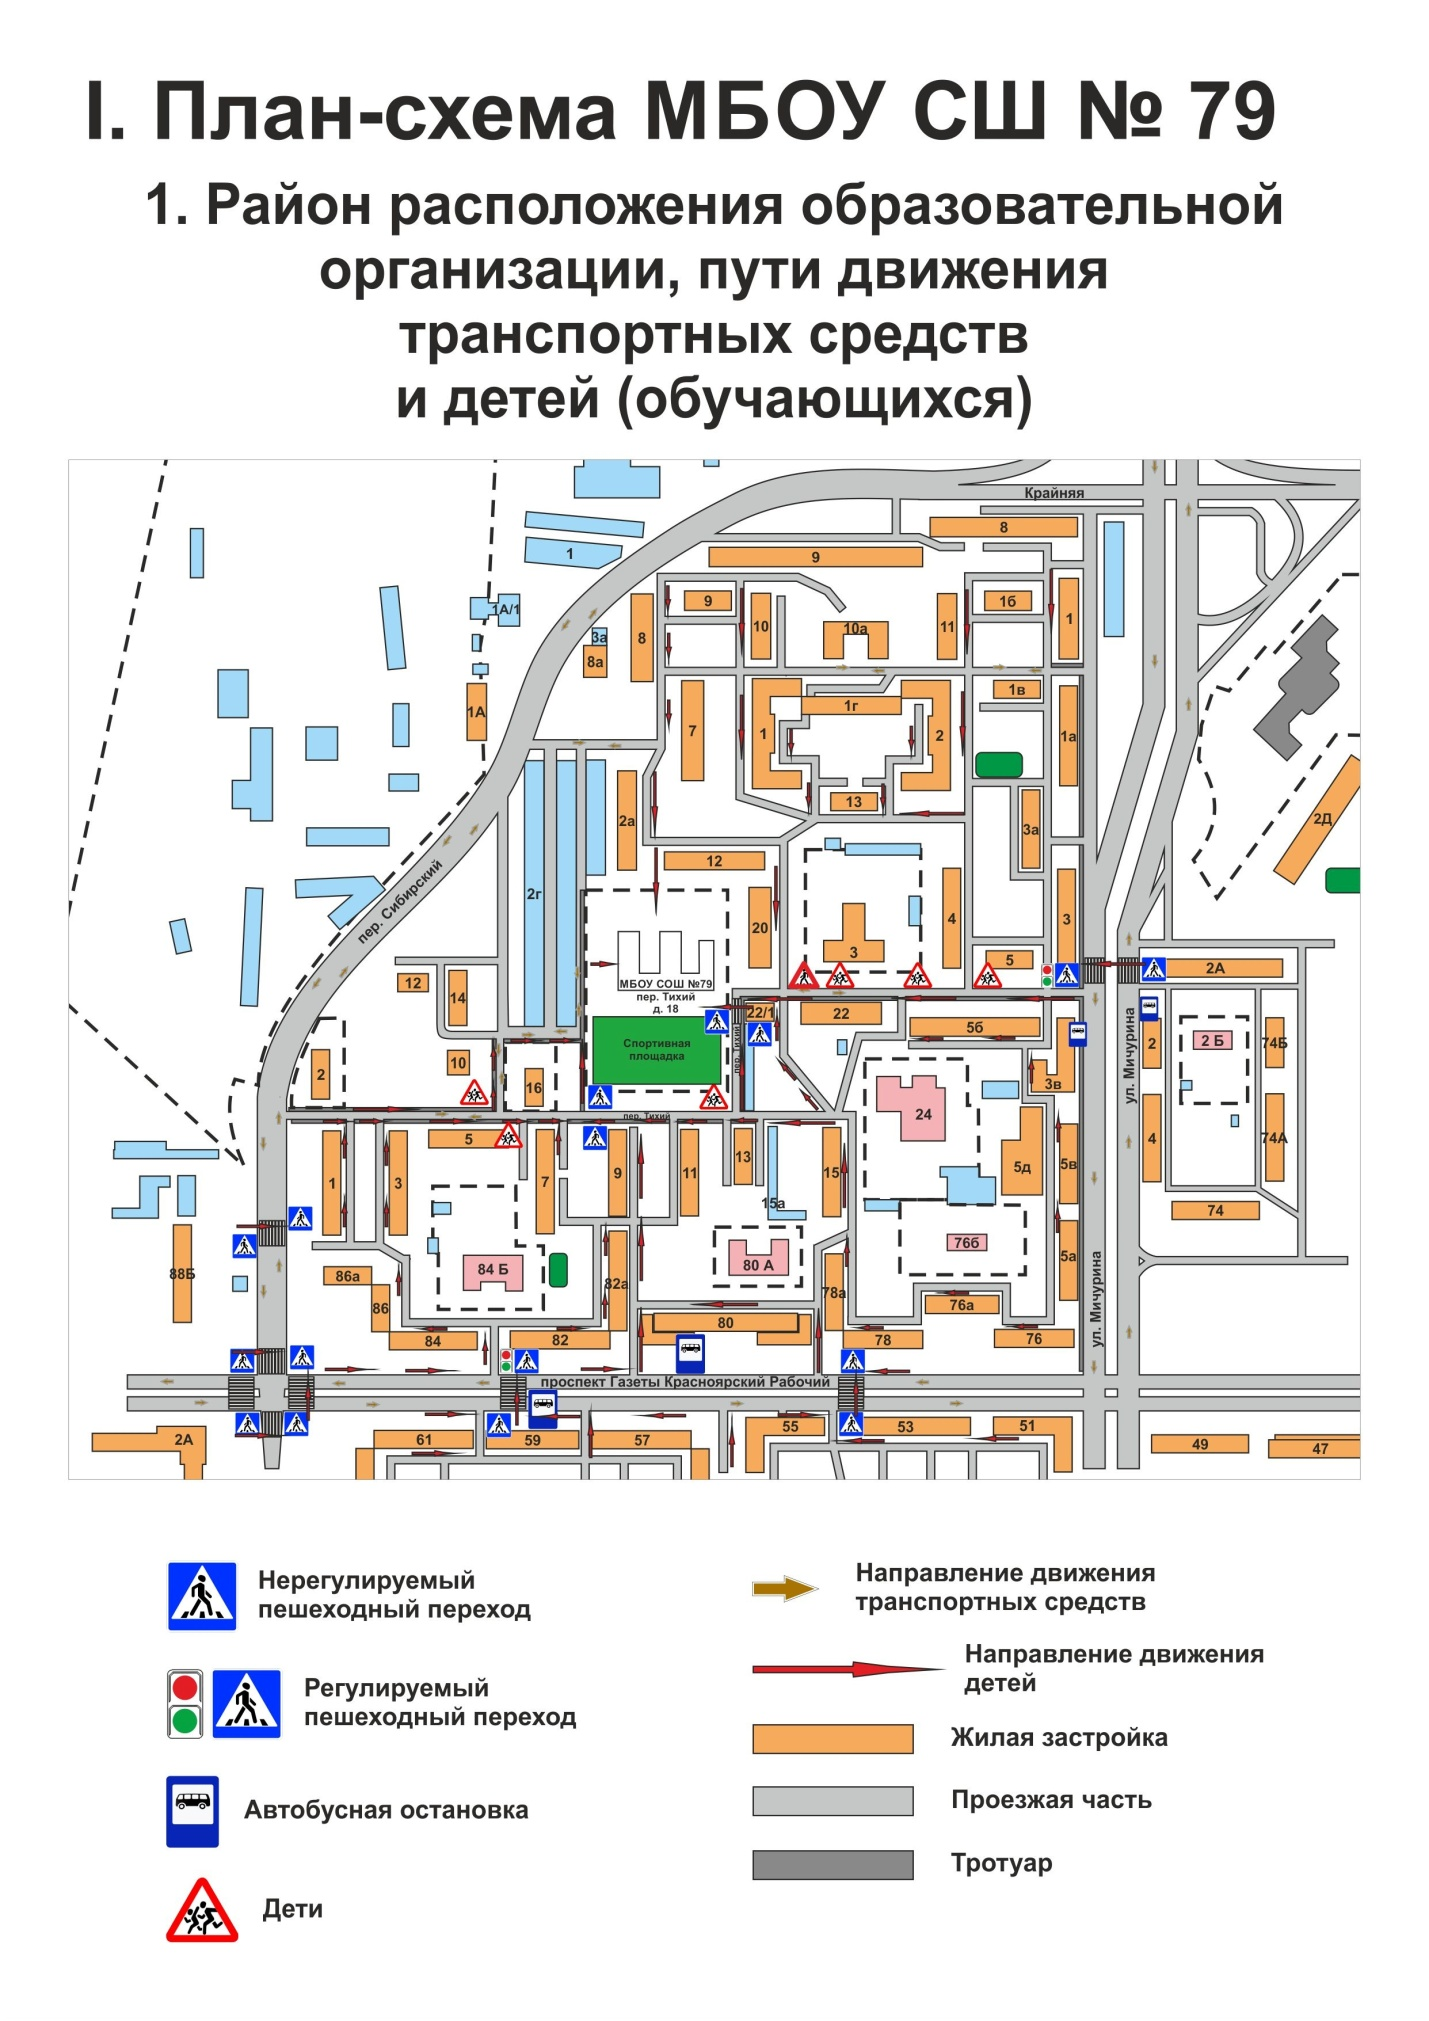 I. План-схема МБОУ СШ № 79
1. Район расположения образовательной
организации, пути движения
транспортных средств
и детей (обучающихся)
Крайняя
8
9
1
1А/1
3а
8а
8
9
10
10а
11
1б
1
1А
7
1
1г
2
1в
1а
13
2а
3а
2Д
12
2г
пер. Сибирский
20
3
4
3
5
2А
МБОУ СОШ №79
пер. Тихий
д. 18
12
14
22/1
22
5б
Спортивная
площадка
пер. Тихий
ул. Мичурина
2
2 Б
74Б
10
2
16
3в
24
пер. Тихий
4
74А
5
1
3
7
9
11
13
15
5д
5в
15а
74
88Б
86а
84 Б
80 А
76б
5а
82а
78а
86
76а
80
84
82
78
76
ул. Мичурина
проспект Газеты Красноярский Рабочий
2А
61
59
57
55
53
51
49
47
Нерегулируемый
пешеходный переход
Регулируемый
пешеходный переход
Автобусная остановка
Дети
Направление движения
транспортных средств
Направление движения
детей
Жилая застройка
Проезжая часть
Тротуар